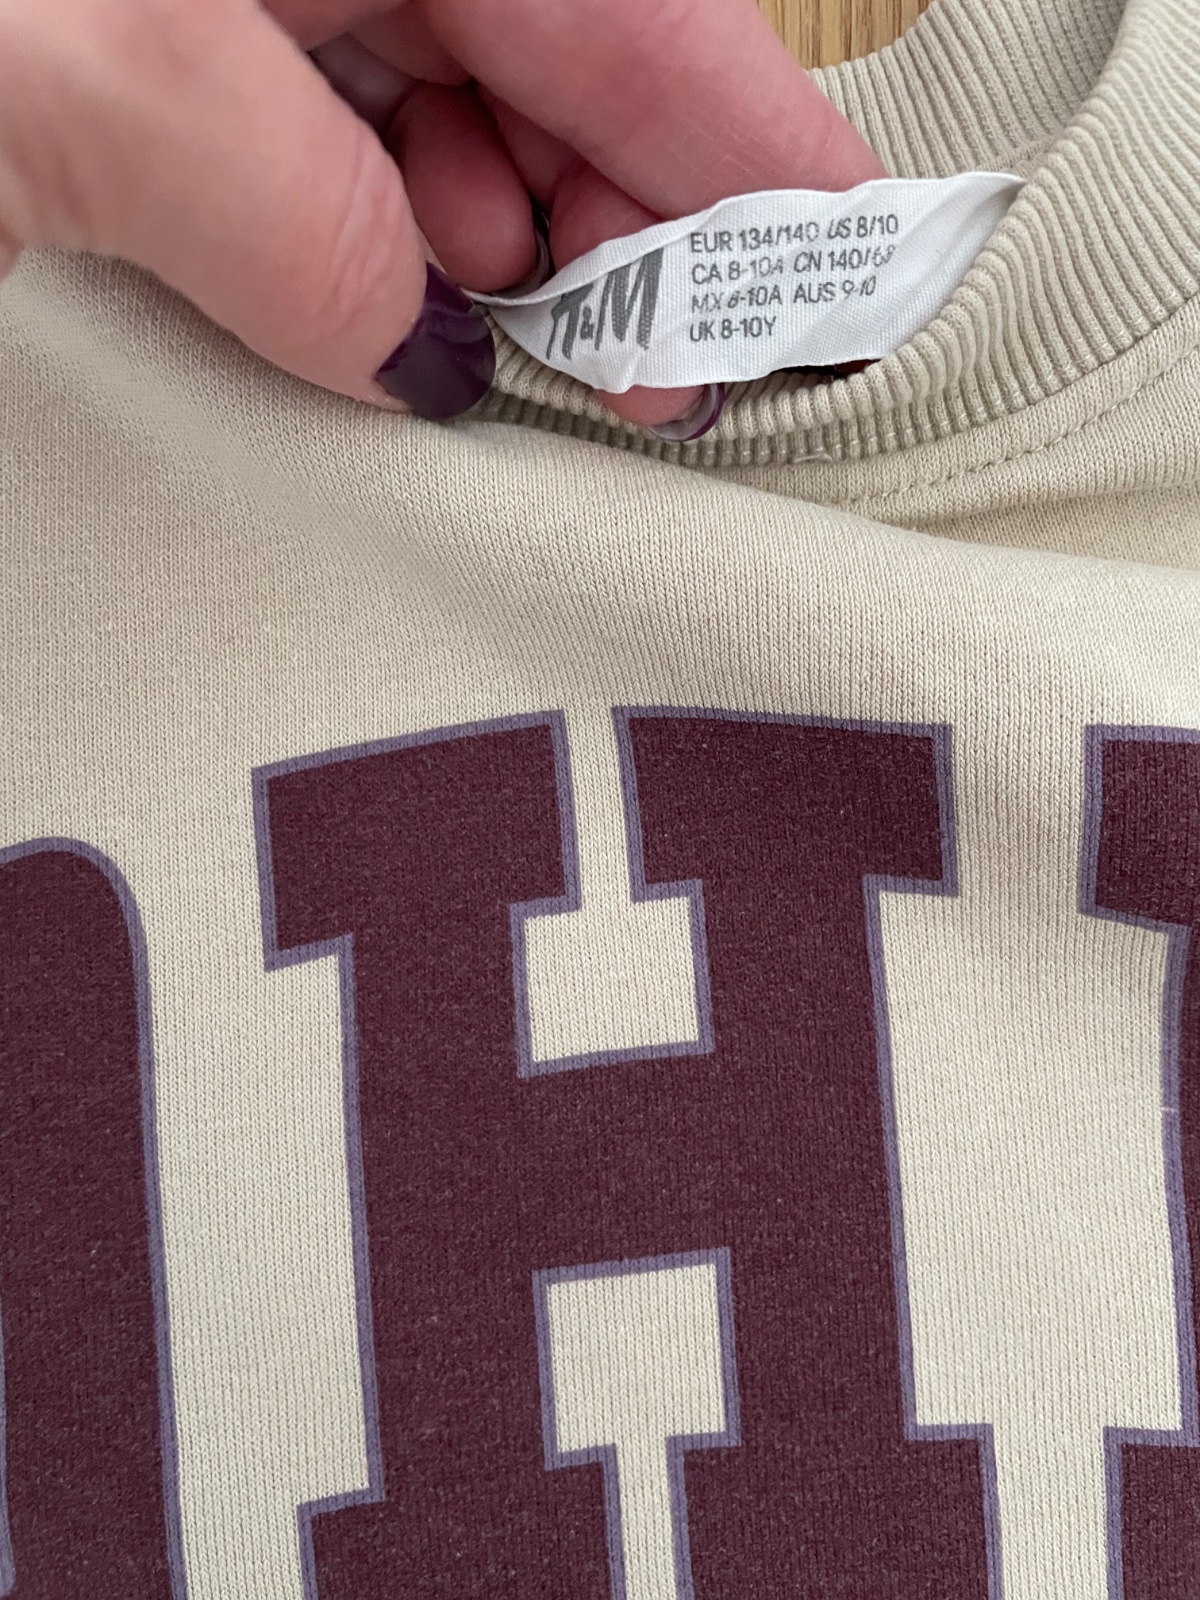 H&M
EUR 134/140 US 8/10
CA 8-10A CN 140/68
MX 8-10A AUS 9-10
UK 8-10Y
H